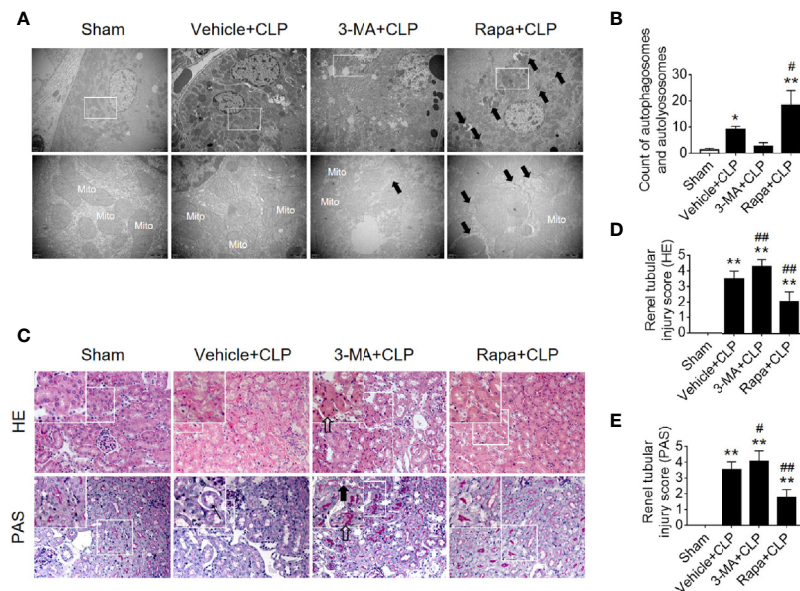 A
Sham
Vehicle+CLP
3-MA+CLP
Rapa+CLP
Mito
Mito
Mito
Mito
Mito
Mito
Mito
Mito
Mito
B
Count of autophagosomes
and autolyososomes
30
20
10
0
*
#
**
Sham
Vehicle+CLP
3-MA+CLP
Rapa+CLP
C
Sham
Vehicle+CLP
3-MA+CLP
Rapa+CLP
HE
PAS
D
Renel tubular
injury score (HE)
5
4
3
2
1
0
**
##
**
##
**
Sham
Vehicle+CLP
3-MA+CLP
Rapa+CLP
E
Renel tubular
injury score (PAS)
5
4
3
2
1
0
**
#
**
##
**
Sham
Vehicle+CLP
3-MA+CLP
Rapa+CLP